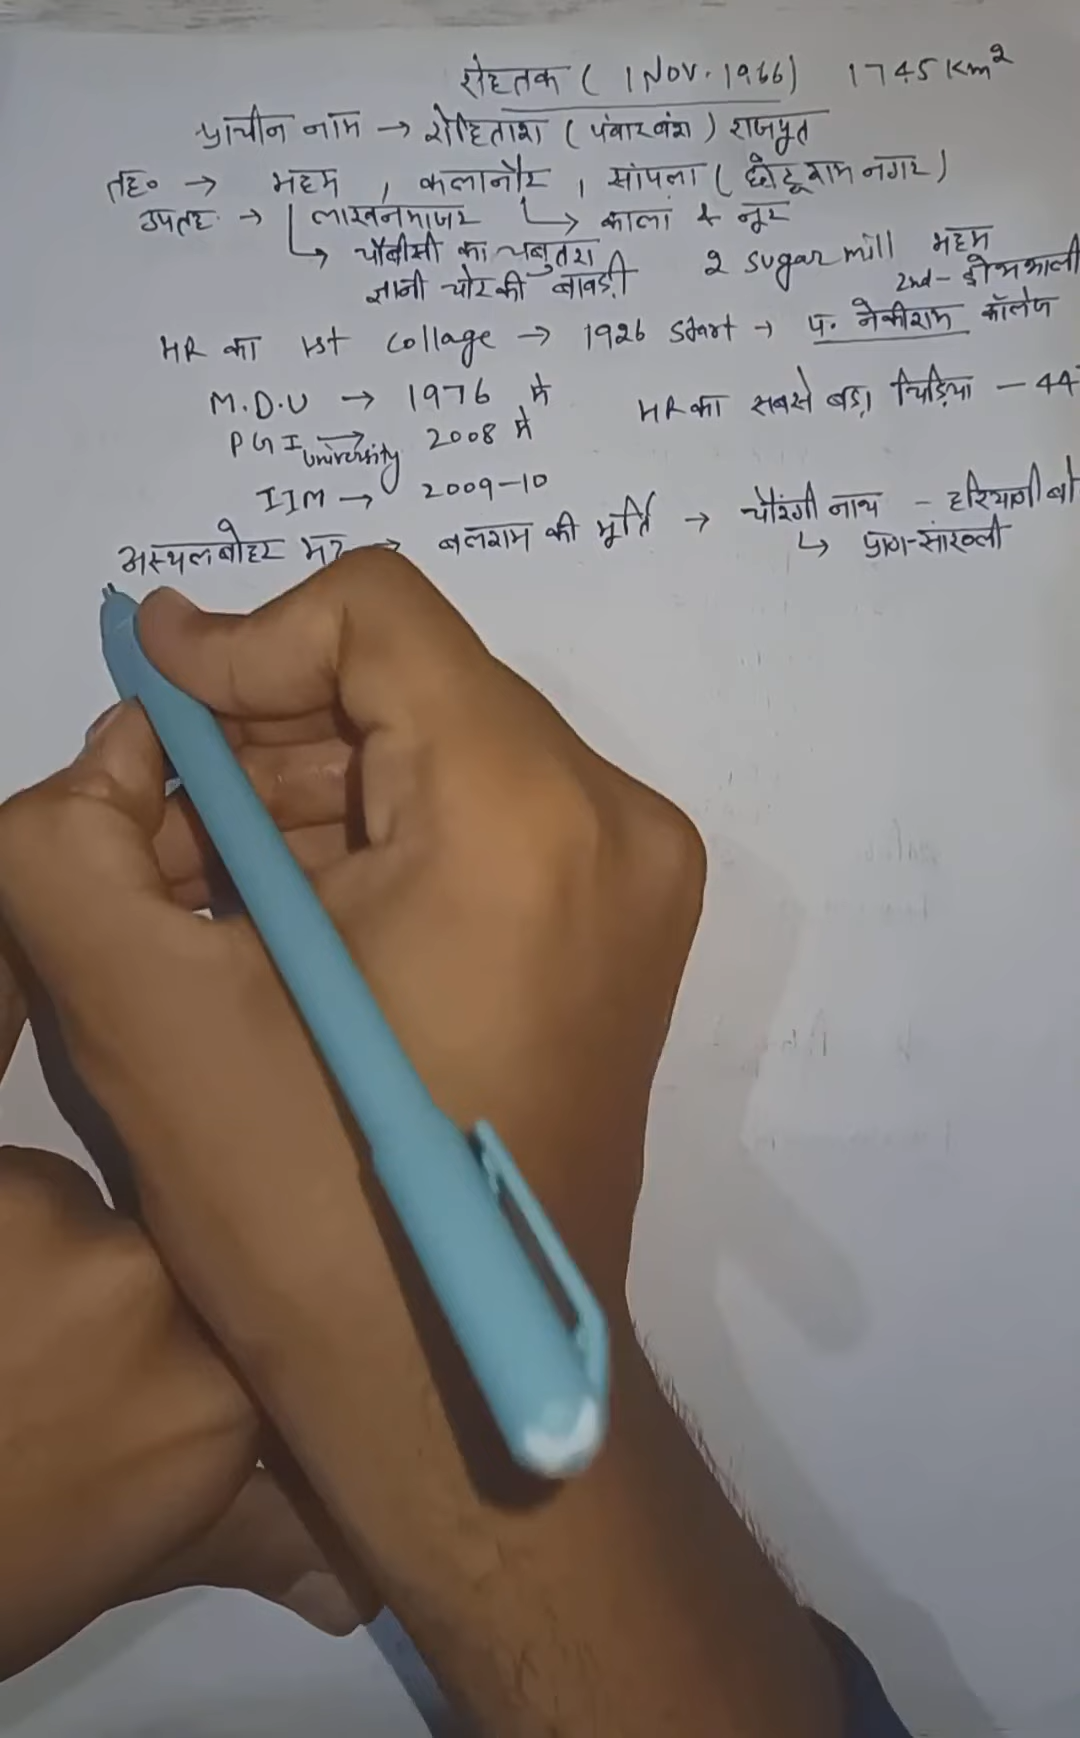 रोहतक ( 1 NOV. 1966) 1745 Km²
प्राचीन नाम → रोहिताश ( पंवार वंश ) राजपूत
तह० → महम , कलानौर , सांपला ( छोटूराम नगर )
उपतह. → लाखनमाजर → कालां & नूर
→ चौबीसी का चबुतरा 2 sugar mill महम
ज्ञानी चोर की बावड़ी 2nd-
HR का 1st collage → 1926 start → प. नेकीराम कॉलेज
M.D.U → 1976 मे HR का सबसे बड़ा चिड़िया – 44
PGI University → 2008 मे
IIM → 2009-10
अस्थल बोहर मठ → बलराम की मूर्ति → चौरंगी नाथ –
↳ प्राण-सांख्ली